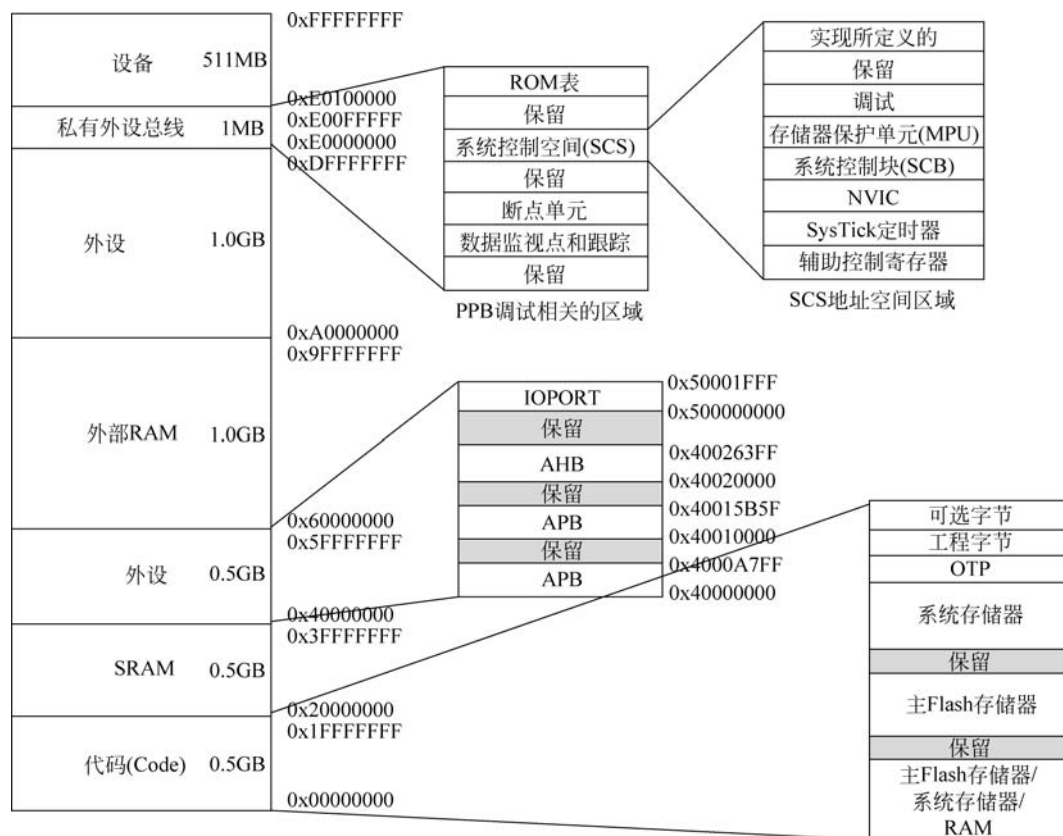 0xFFFFFFFF
设备 511MB
0xE0100000
私有外设总线 1MB
0xE00FFFFF
0xE0000000
0xDFFFFFFF
外设 1.0GB
0xA0000000
0x9FFFFFFF
外部RAM 1.0GB
0x60000000
0x5FFFFFFF
外设 0.5GB
0x40000000
0x3FFFFFFF
SRAM 0.5GB
0x20000000
0x1FFFFFFF
代码(Code) 0.5GB
0x00000000
ROM表
保留
系统控制空间(SCS)
保留
断点单元
数据监视点和跟踪
保留
PPB调试相关的区域
实现所定义的
保留
调试
存储器保护单元(MPU)
系统控制块(SCB)
NVIC
SysTick定时器
辅助控制寄存器
SCS地址空间区域
0x50001FFF
IOPORT
0x500000000
保留
0x400263FF
AHB
0x40020000
保留
0x40015B5F
APB
0x40010000
保留
0x4000A7FF
APB
0x40000000
可选字节
工程字节
OTP
系统存储器
保留
主Flash存储器
保留
主Flash存储器/
系统存储器/
RAM